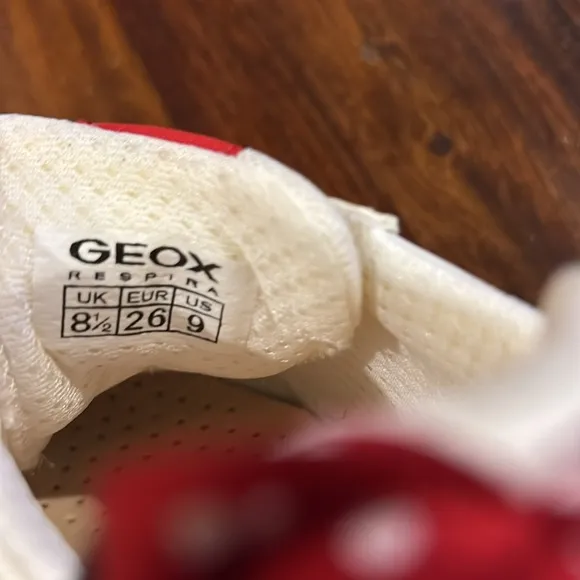 GEOX
RESPIRA
UK EUR US
8½ 26 9